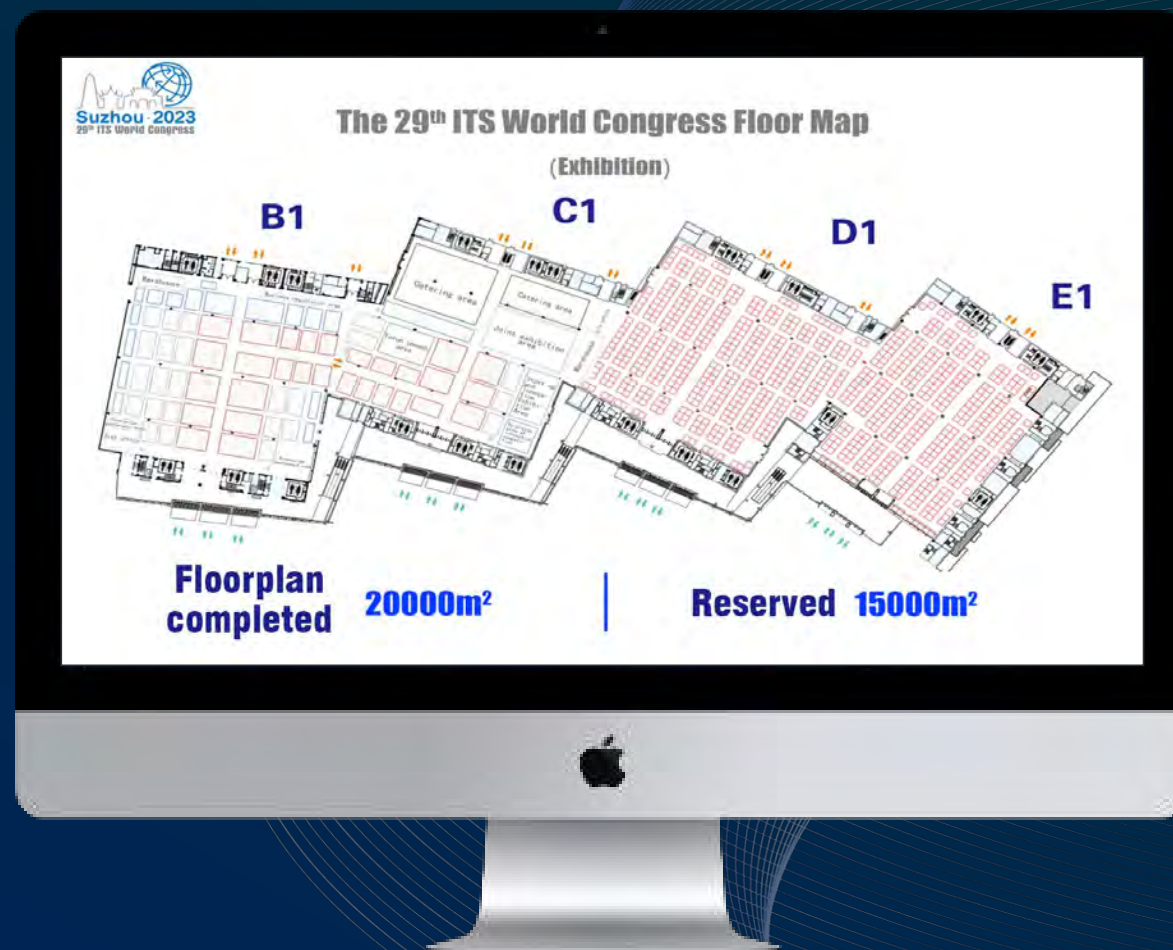 Suzhou·2023
29th ITS World Congress
The 29th ITS World Congress Floor Map
(Exhibition)
B1
C1
D1
E1
Catering area
Catering area
Joint exhibition
area
Floorplan
completed
20000m²
Reserved 15000m²